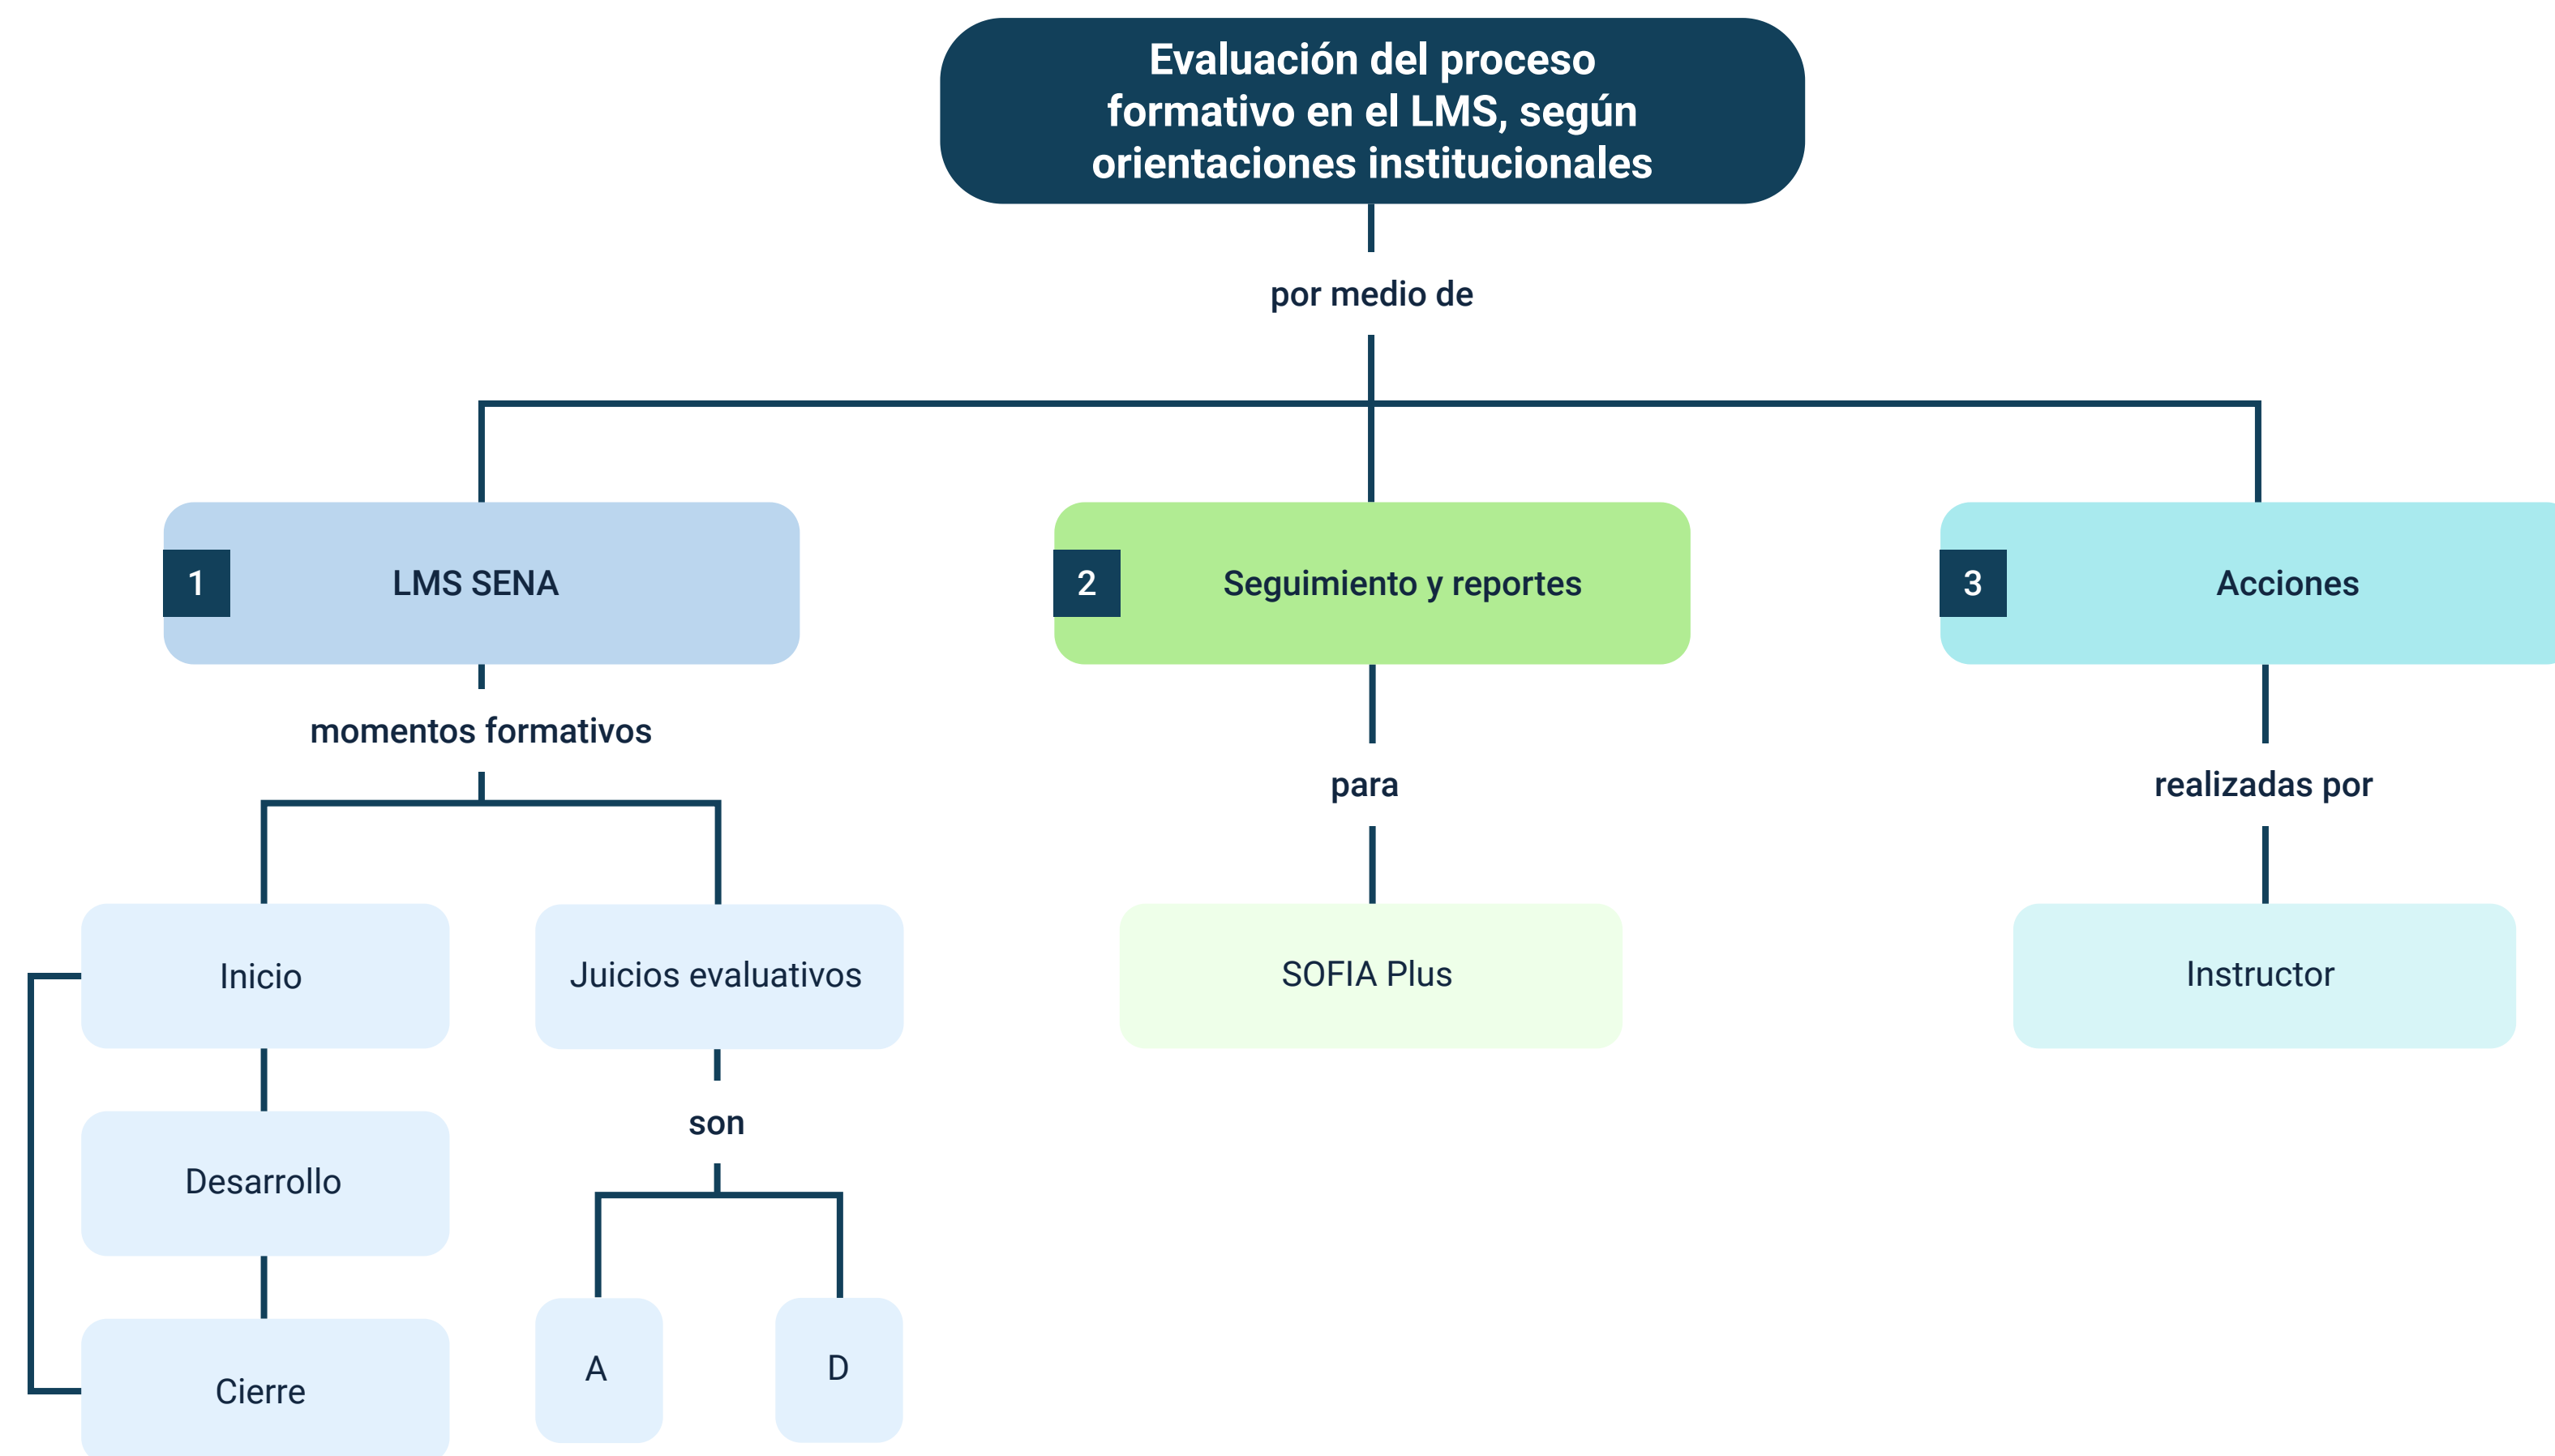 Evaluación del proceso
formativo en el LMS, según
orientaciones institucionales
por medio de
1
LMS SENA
2
Seguimiento y reportes
3
Acciones
momentos formativos
para
realizadas por
Inicio
Juicios evaluativos
SOFIA Plus
Instructor
son
Desarrollo
A
D
Cierre